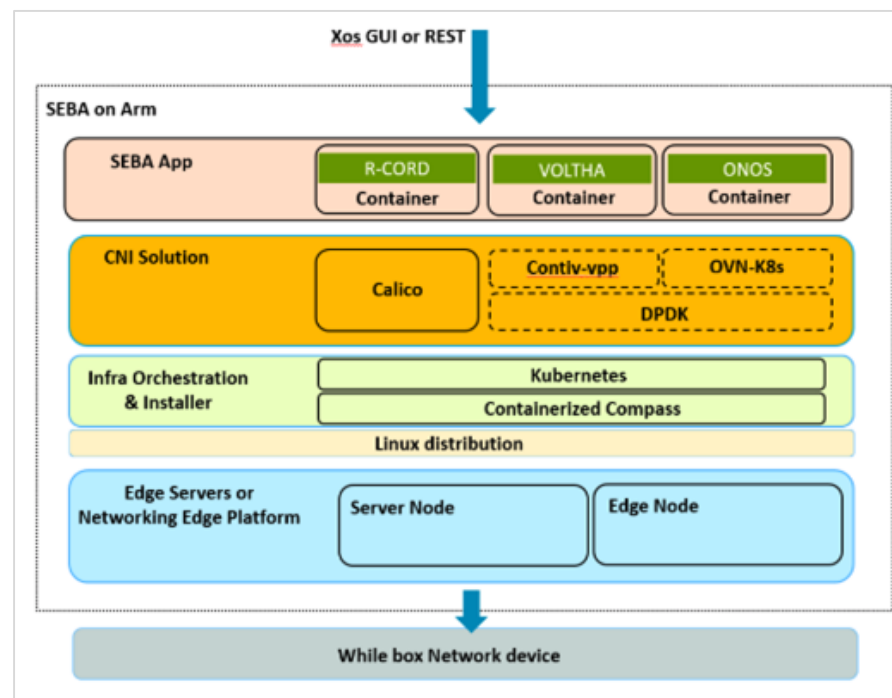 Xos GUI or REST
SEBA on Arm
SEBA App
R-CORD
Container
VOLTHA
Container
ONOS
Container
CNI Solution
Calico
Contiv-vpp
OVN-K8s
DPDK
Infra Orchestration
& Installer
Kubernetes
Containerized Compass
Linux distribution
Edge Servers or
Networking Edge Platform
Server Node
Edge Node
While box Network device